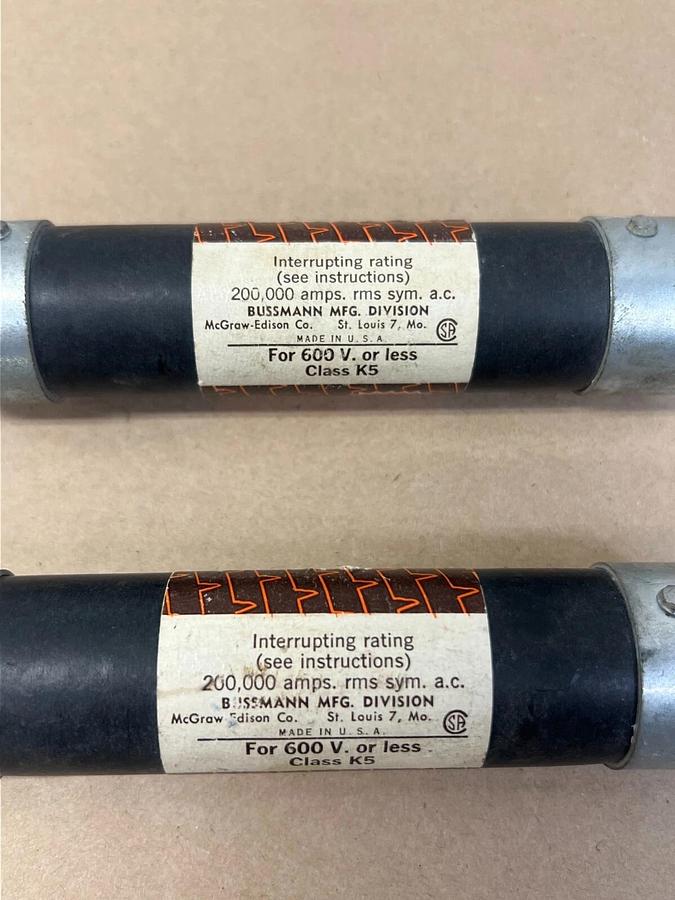 Interrupting rating
(see instructions)
200,000 amps. rms sym. a.c.
BUSSMANN MFG. DIVISION
McGraw-Edison Co. St. Louis 7, Mo.
MADE IN U. S. A.
SA
For 600 V. or less
Class K5
Interrupting rating
(see instructions)
200,000 amps. rms sym. a.c.
BUSSMANN MFG. DIVISION
McGraw Edison Co. St. Louis 7, Mo.
MADE IN U. S. A.
SA
For 600 V. or less
Class K5